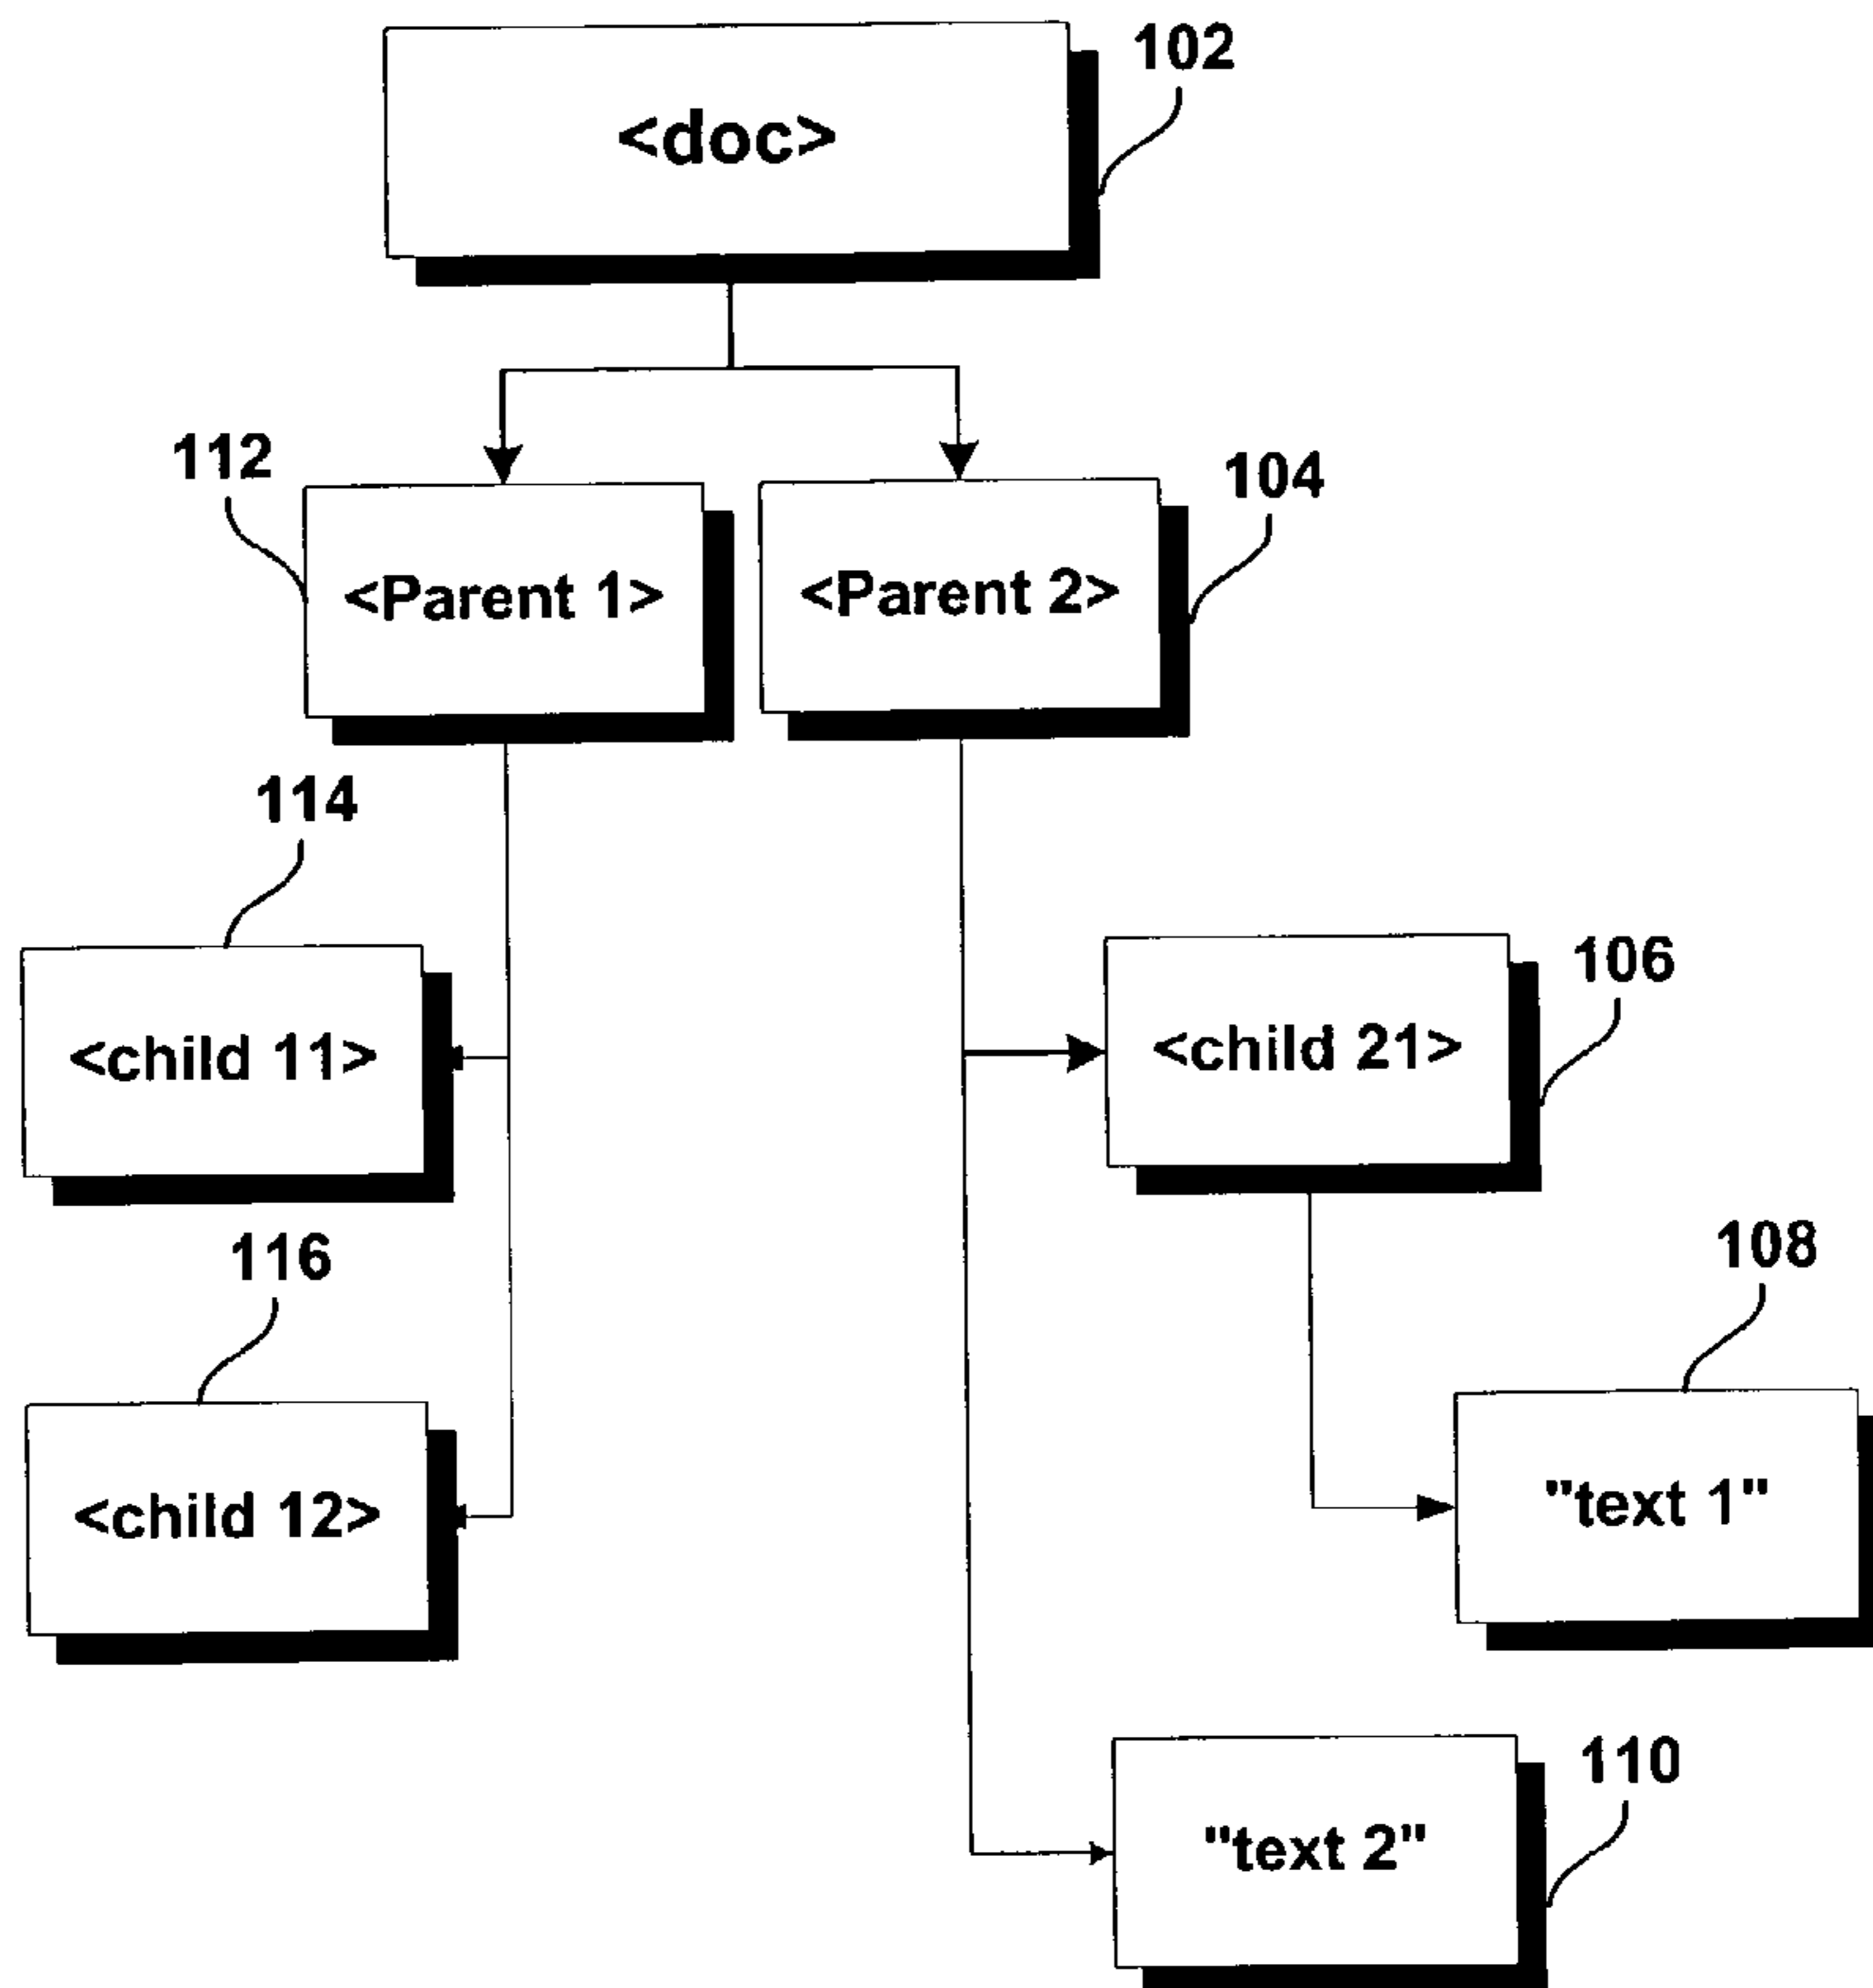 102
<doc>
112
104
<Parent 1>
<Parent 2>
114
106
<child 11>
<child 21>
116
108
<child 12>
"text 1"
110
"text 2"